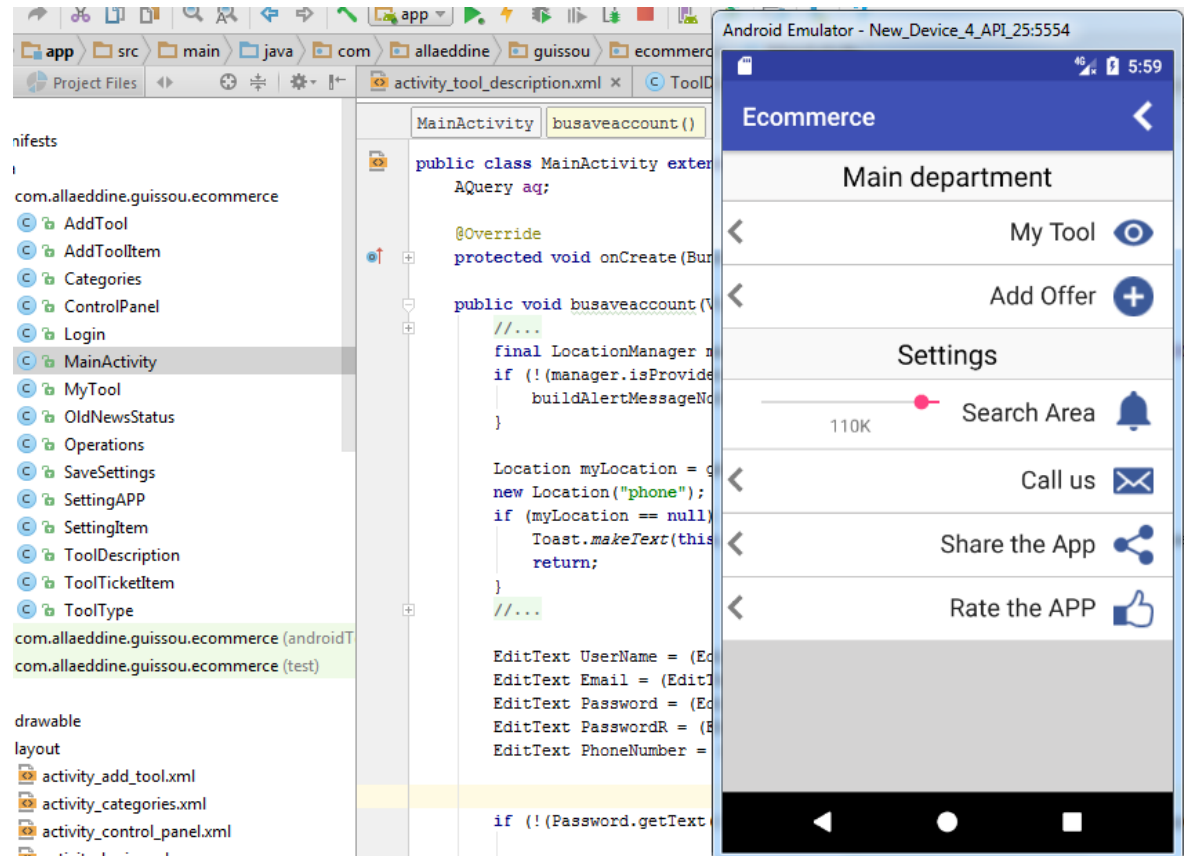 app
app src main java com allaeddine guissou ecommerc
Project Files
activity_tool_description.xml ToolD
MainActivity busaveaccount()
nifests
com.allaeddine.guissou.ecommerce
AddTool
AddToolItem
Categories
ControlPanel
Login
MainActivity
MyTool
OldNewsStatus
Operations
SaveSettings
SettingAPP
SettingItem
ToolDescription
ToolTicketItem
ToolType
com.allaeddine.guissou.ecommerce (androidT
com.allaeddine.guissou.ecommerce (test)
drawable
layout
activity_add_tool.xml
activity_categories.xml
activity_control_panel.xml
public class MainActivity exter
AQuery aq;
@Override
protected void onCreate(Bur
public void busaveaccount(V
//...
final LocationManager m
if (!(manager.isProvide
buildAlertMessageNo
}
Location myLocation = g
new Location("phone");
if (myLocation == null)
Toast.makeText(this
return;
}
//...
EditText UserName = (Ed
EditText Email = (EditT
EditText Password = (Ed
EditText PasswordR = (E
EditText PhoneNumber =
if (!(Password.getText(
Android Emulator - New_Device_4_API_25:5554
4G 5:59
Ecommerce
Main department
My Tool
Add Offer
Settings
Search Area
110K
Call us
Share the App
Rate the APP